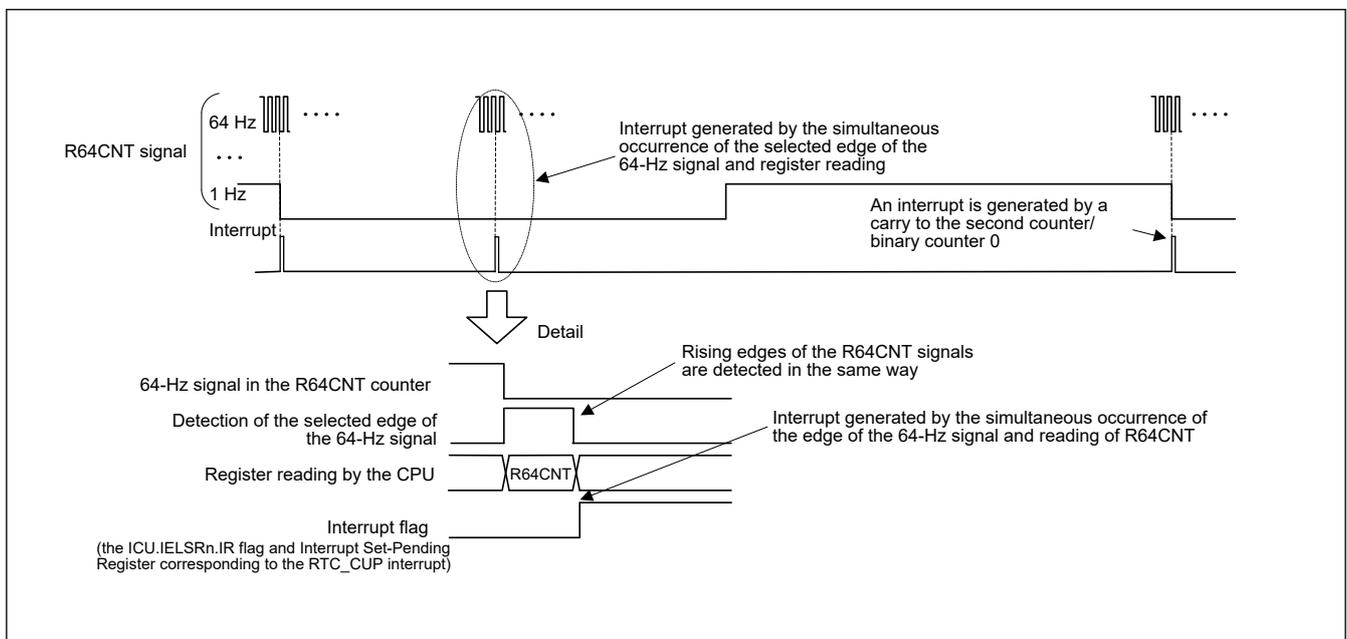 64 Hz
R64CNT signal
1 Hz
Interrupt
Interrupt generated by the simultaneous
occurrence of the selected edge of the
64-Hz signal and register reading
An interrupt is generated by a
carry to the second counter/
binary counter 0
Detail
Rising edges of the R64CNT signals
are detected in the same way
64-Hz signal in the R64CNT counter
Detection of the selected edge of
the 64-Hz signal
Interrupt generated by the simultaneous occurrence of
the edge of the 64-Hz signal and reading of R64CNT
Register reading by the CPU
R64CNT
Interrupt flag
(the ICU.IELSRn.IR flag and Interrupt Set-Pending
Register corresponding to the RTC_CUP interrupt)